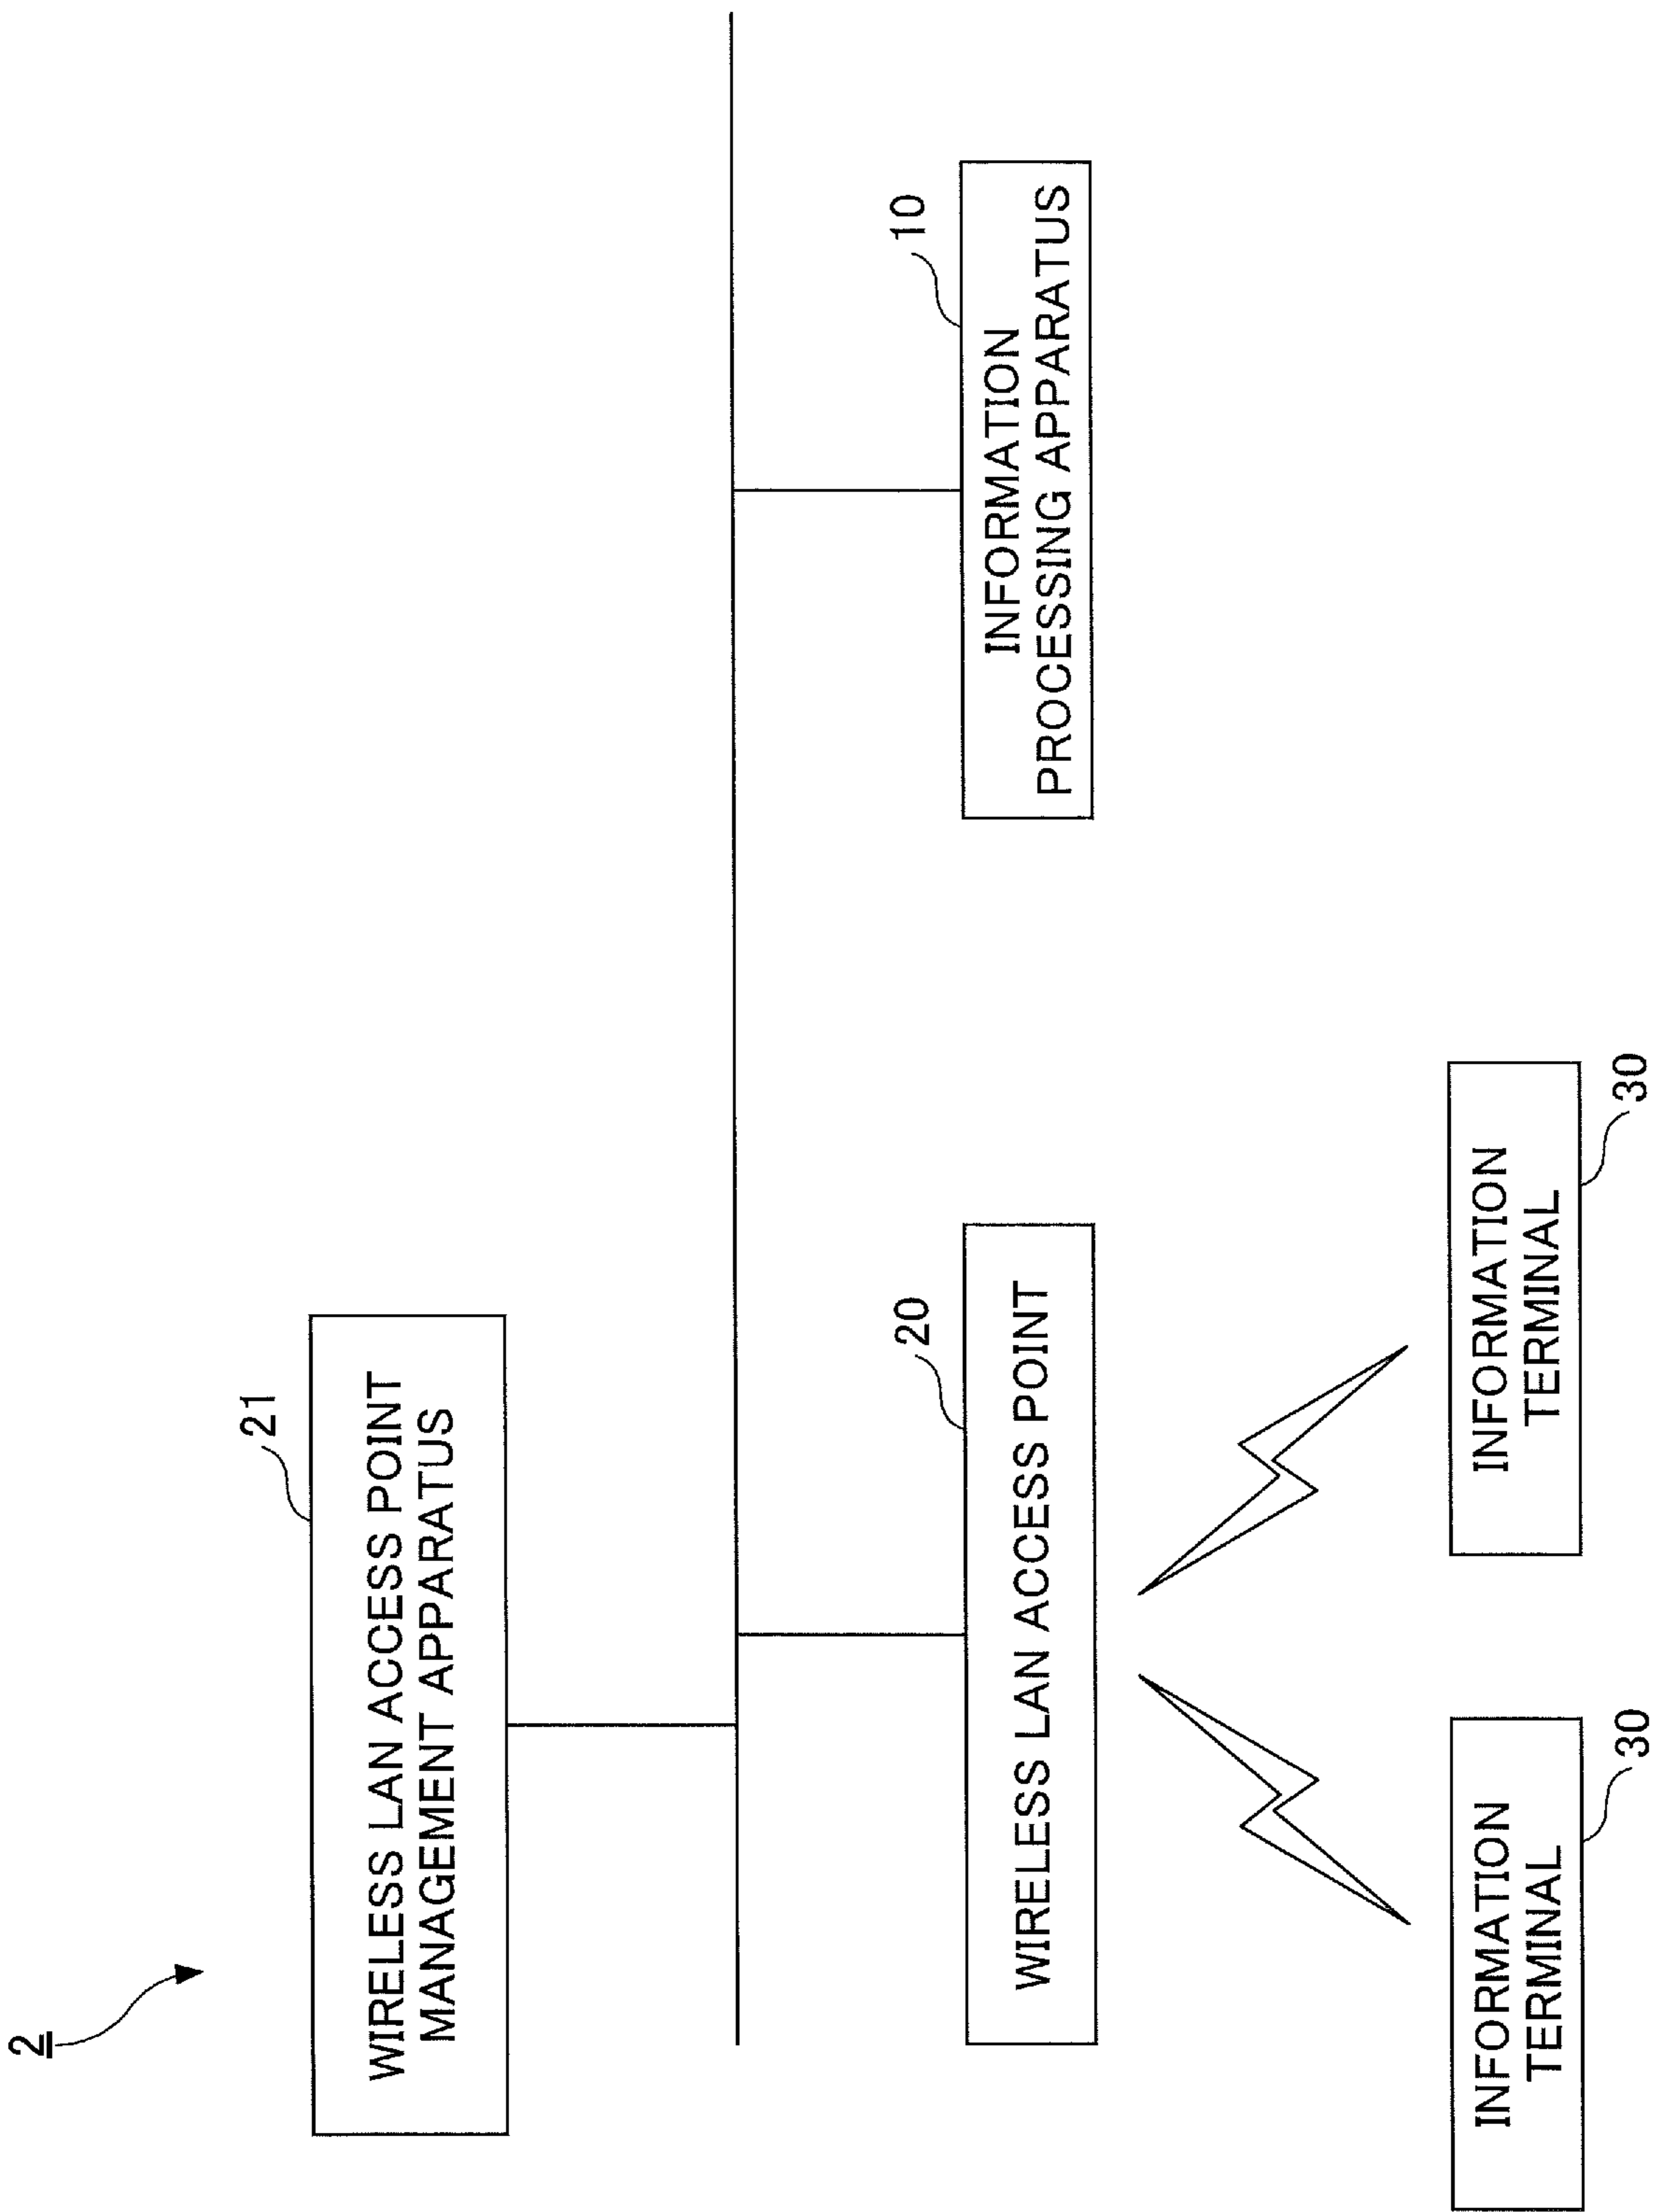 2
21
WIRELESS LAN ACCESS POINT
MANAGEMENT APPARATUS
20
WIRELESS LAN ACCESS POINT
10
INFORMATION
PROCESSING APPARATUS
INFORMATION
TERMINAL
30
INFORMATION
TERMINAL
30